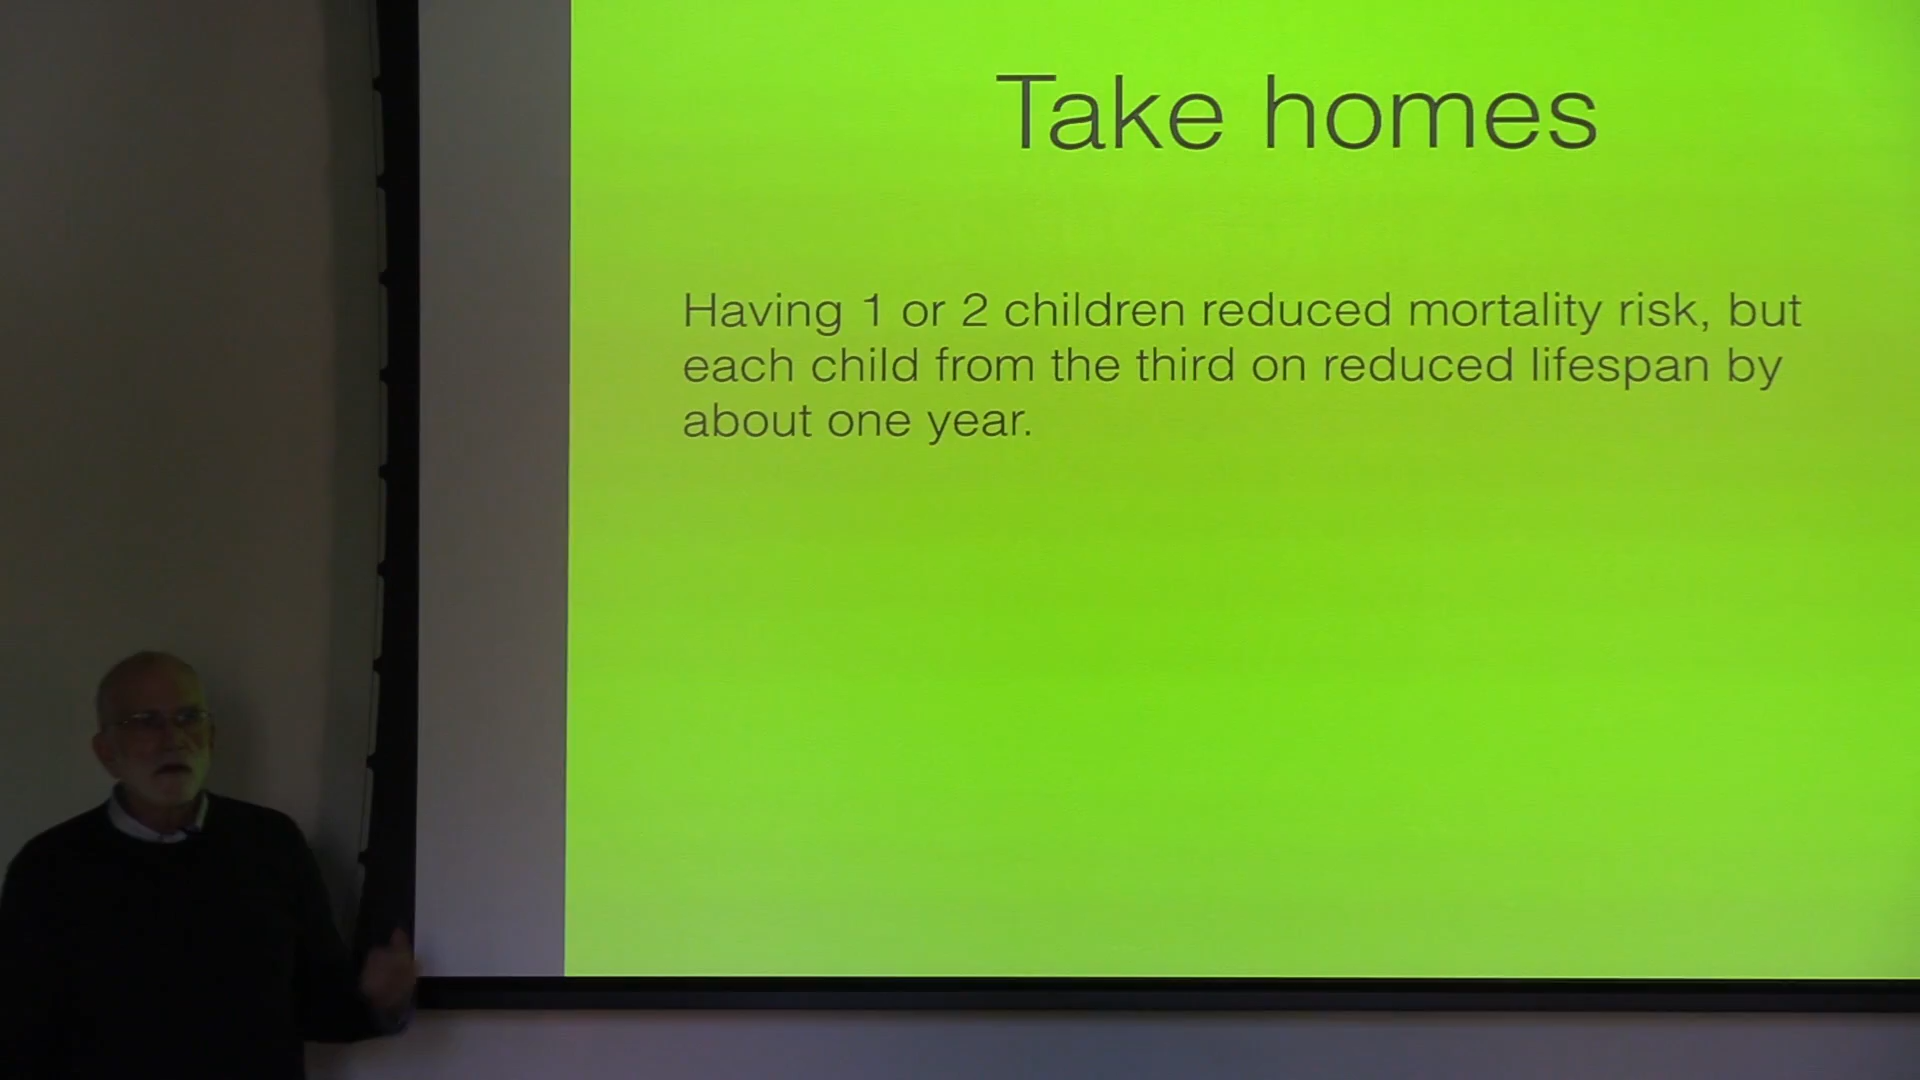 Take homes
Having 1 or 2 children reduced mortality risk, but
each child from the third on reduced lifespan by
about one year.